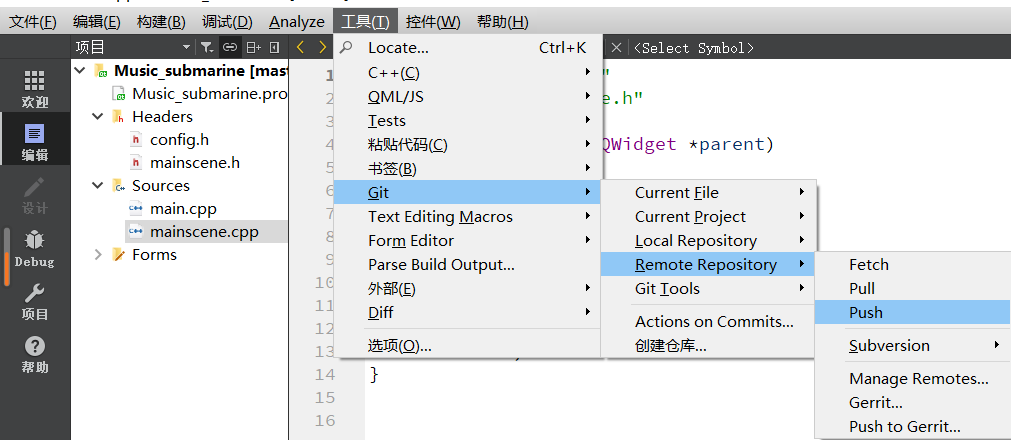 文件(F) 编辑(E) 构建(B) 调试(D) Analyze 工具(T) 控件(W) 帮助(H)
项目
<Select Symbol>
欢迎
编辑
设计
Debug
项目
帮助
Music_submarine [mast
Music_submarine.pro
Headers
config.h
mainscene.h
Sources
main.cpp
mainscene.cpp
Forms
1
2
3
4
5
6
7
8
9
10
11
12
13
14
15
16
"
e.h"
QWidget *parent)
}
Locate... Ctrl+K
C++(C)
QML/JS
Tests
粘贴代码(C)
书签(B)
Git
Text Editing Macros
Form Editor
Parse Build Output...
外部(E)
Diff
选项(O)...
Current File
Current Project
Local Repository
Remote Repository
Git Tools
Actions on Commits...
创建仓库...
Fetch
Pull
Push
Subversion
Manage Remotes...
Gerrit...
Push to Gerrit...